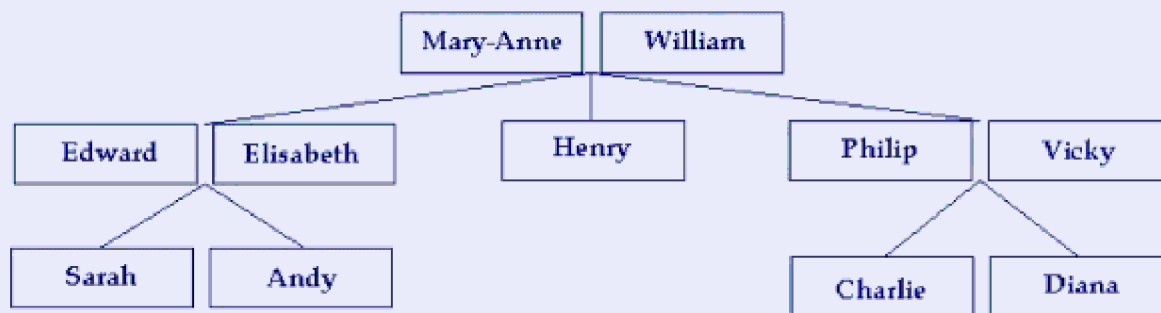 Mary-Anne William
Edward Elisabeth Henry Philip Vicky
Sarah Andy Charlie Diana